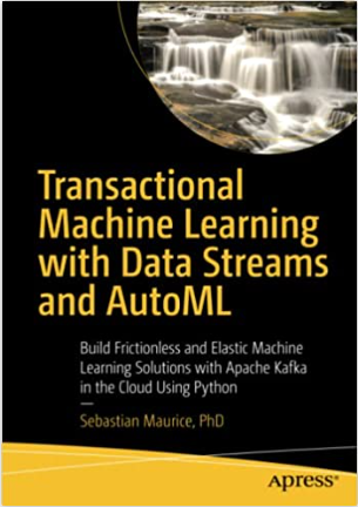 Transactional
Machine Learning
with Data Streams
and AutoML
Build Frictionless and Elastic Machine
Learning Solutions with Apache Kafka
in the Cloud Using Python
—
Sebastian Maurice, PhD
Apress®